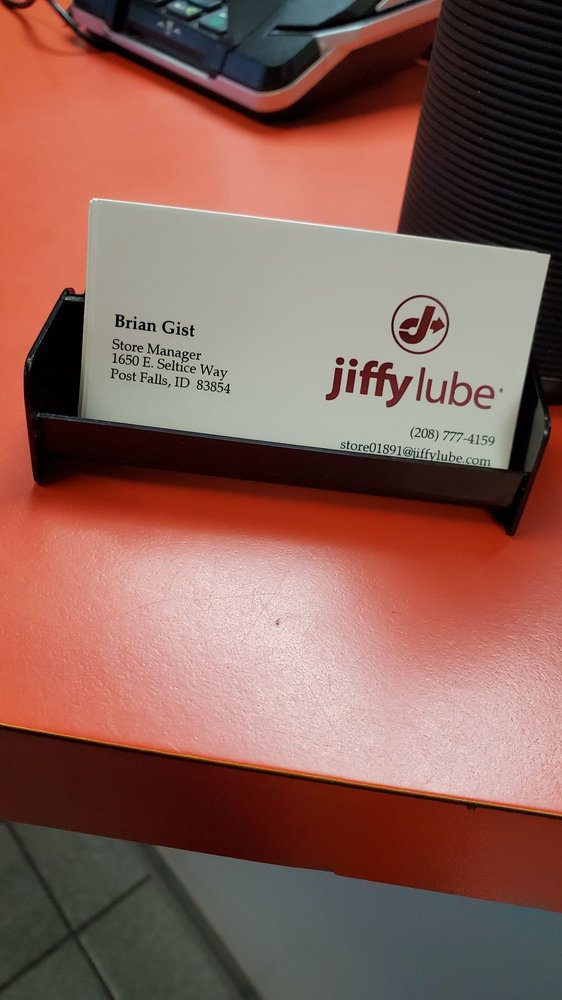 Brian Gist
Store Manager
1650 E. Seltice Way
Post Falls, ID 83854
jiffy lube
(208) 777-4159
store01891@jiffylube.com